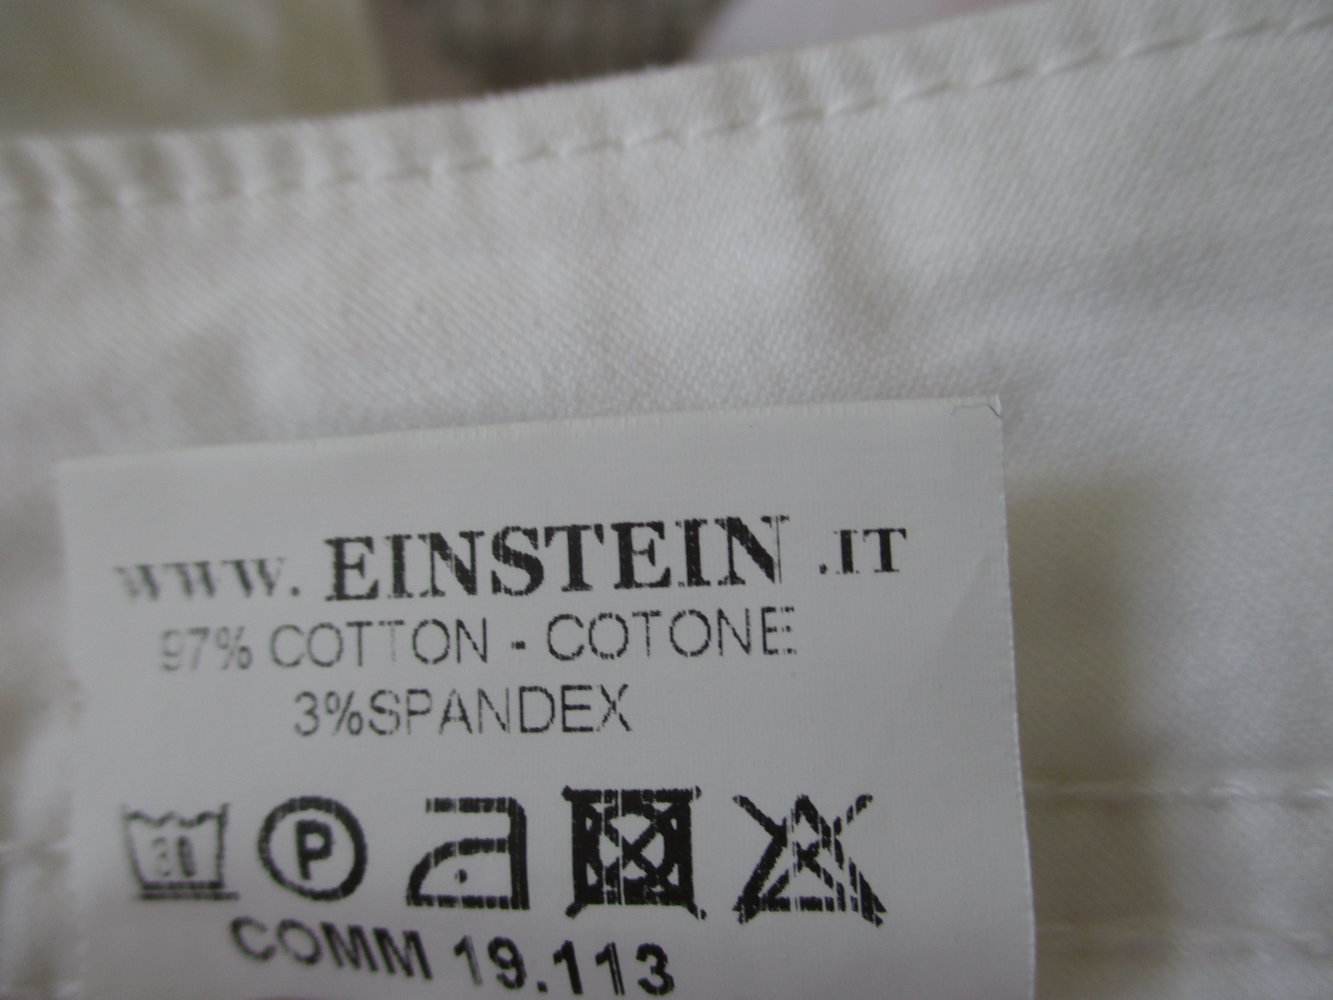 www. EINSTEIN .IT
97% COTTON - COTONE
3%SPANDEX
P
COMM 19.113